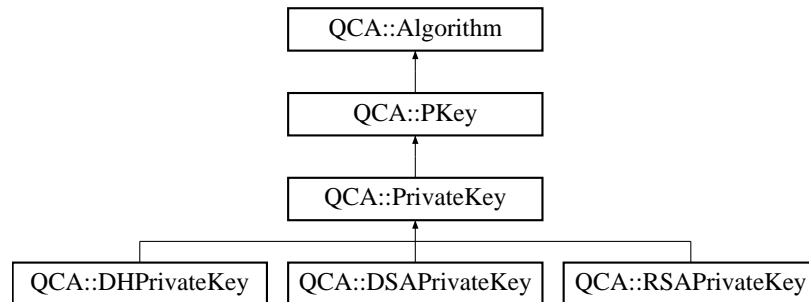 QCA::Algorithm
QCA::PKey
QCA::PrivateKey
QCA::DHPrivateKey QCA::DSAPrivateKey QCA::RSAPrivateKey